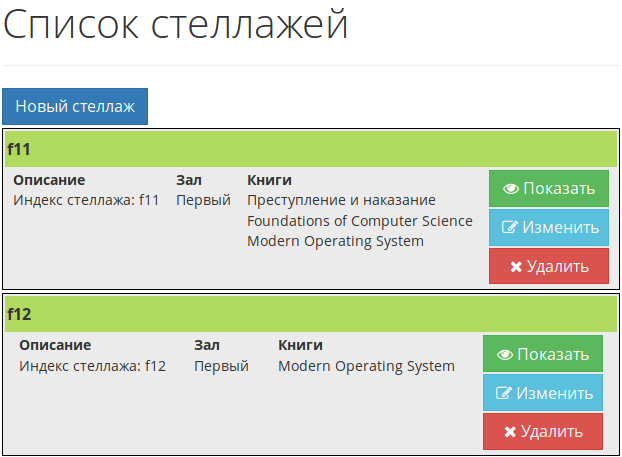 Список стеллажей
Новый стеллаж
f11
Описание Зал Книги
Индекс стеллажа: f11 Первый Преступление и наказание
Foundations of Computer Science
Modern Operating System
Показать
Изменить
Удалить
f12
Описание Зал Книги
Индекс стеллажа: f12 Первый Modern Operating System
Показать
Изменить
Удалить